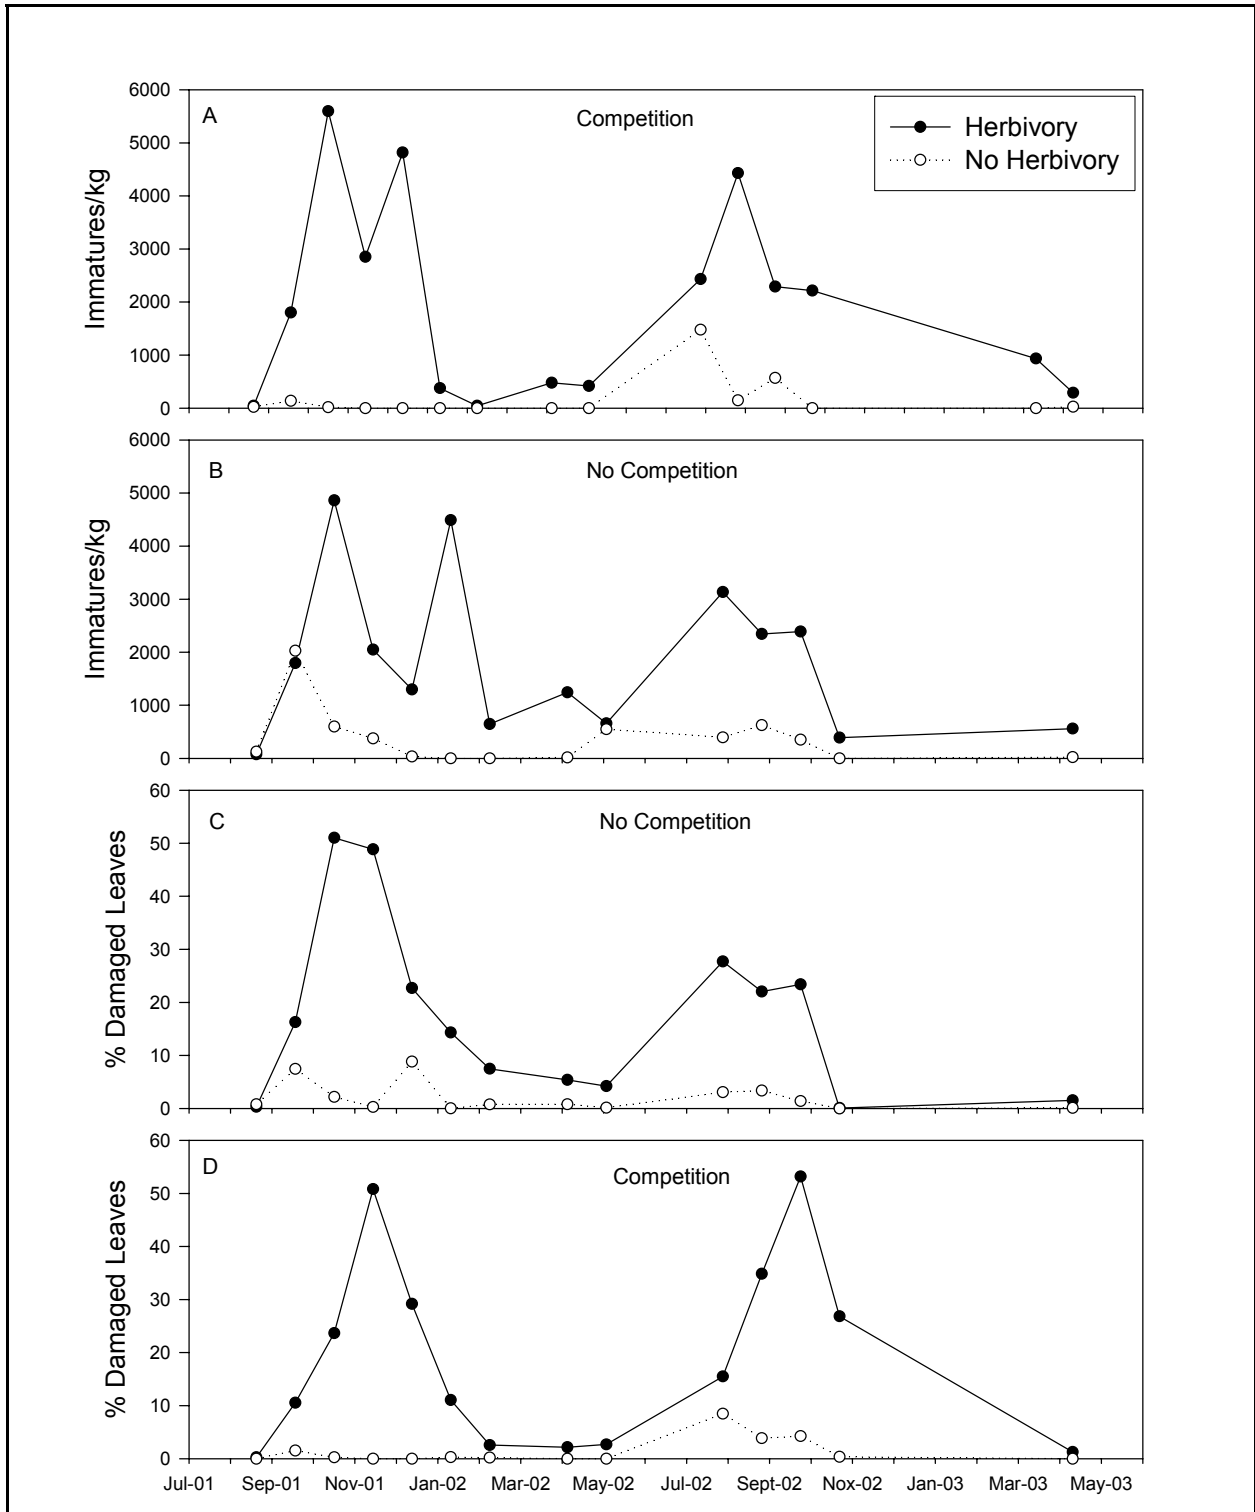 A
Competition
Herbivory
No Herbivory
Immatures/kg
6000
5000
4000
3000
2000
1000
0
B
No Competition
Immatures/kg
6000
5000
4000
3000
2000
1000
0
C
No Competition
% Damaged Leaves
60
50
40
30
20
10
0
D
Competition
% Damaged Leaves
60
50
40
30
20
10
0
Jul-01 Sep-01 Nov-01 Jan-02 Mar-02 May-02 Jul-02 Sept-02 Nox-02 Jan-03 Mar-03 May-03